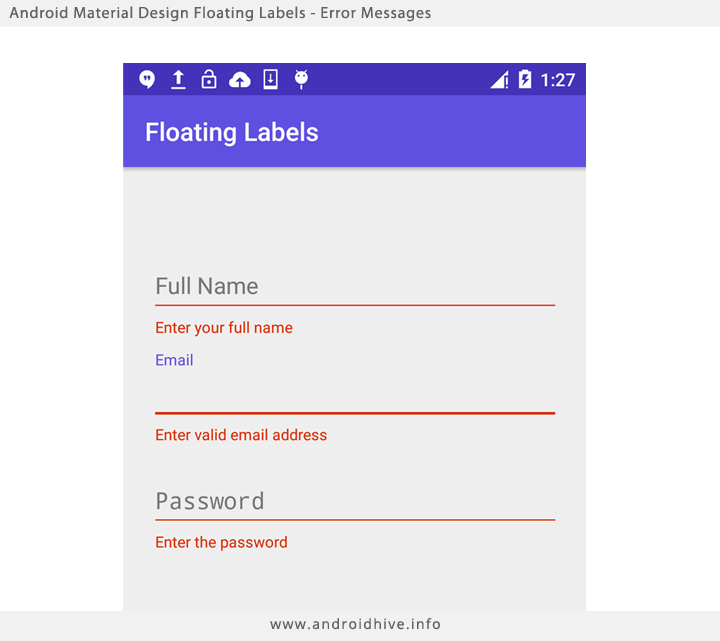 Android Material Design Floating Labels - Error Messages
1:27
Floating Labels
Full Name
Enter your full name
Email
Enter valid email address
Password
Enter the password
www.androidhive.info